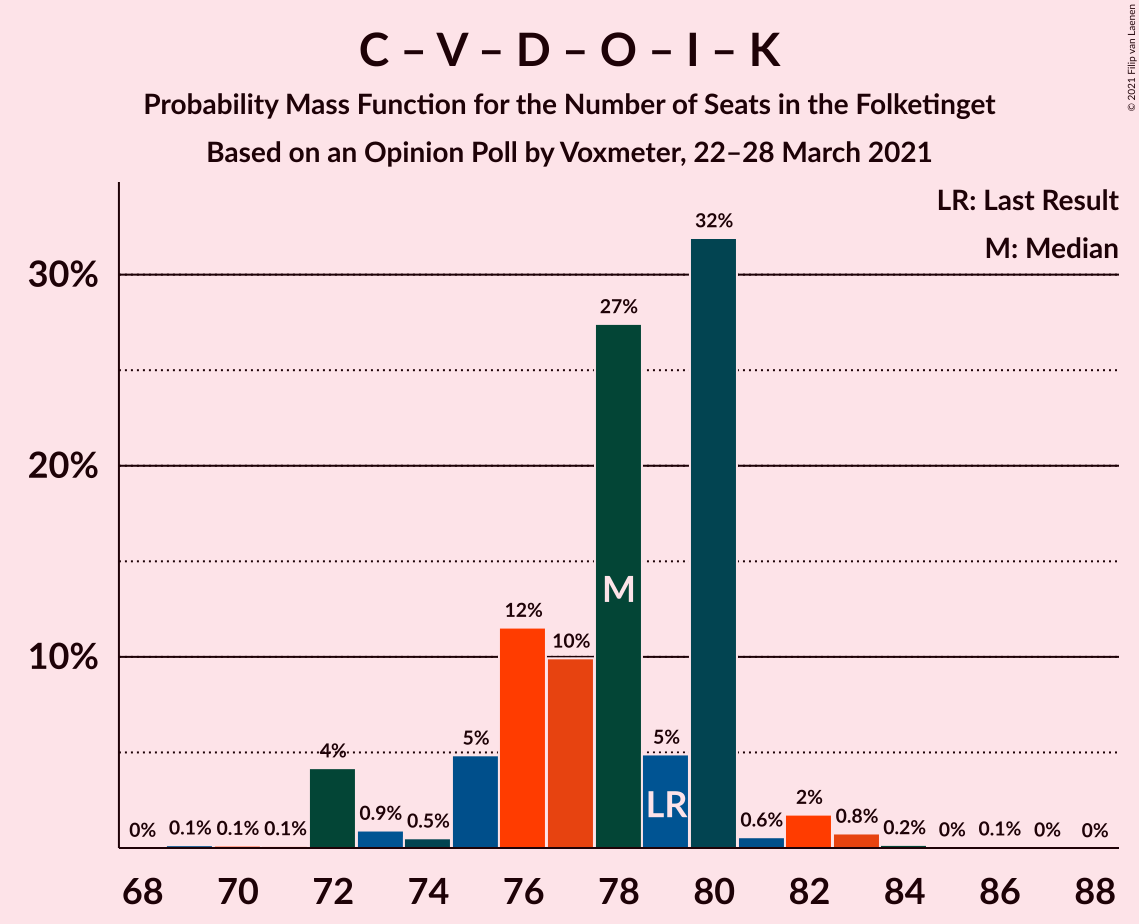 C – V – D – O – I – K
Probability Mass Function for the Number of Seats in the Folketinget
Based on an Opinion Poll by Voxmeter, 22–28 March 2021
© 2021 Filip van Laenen
LR: Last Result
M: Median
30%
20%
10%
0%
0.1%
0.1%
0.1%
4%
0.9%
0.5%
5%
12%
10%
27%
5%
32%
0.6%
2%
0.8%
0.2%
0%
0.1%
0%
0%
M
LR
68 70 72 74 76 78 80 82 84 86 88